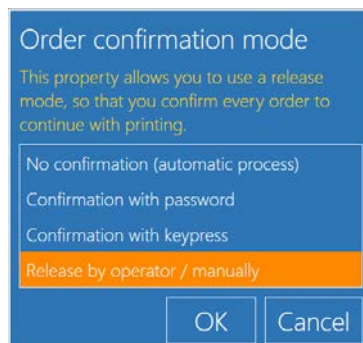 Order confirmation mode
This property allows you to use a release
mode, so that you confirm every order to
continue with printing.
No confirmation (automatic process)
Confirmation with password
Confirmation with keypress
Release by operator / manually
OK
Cancel